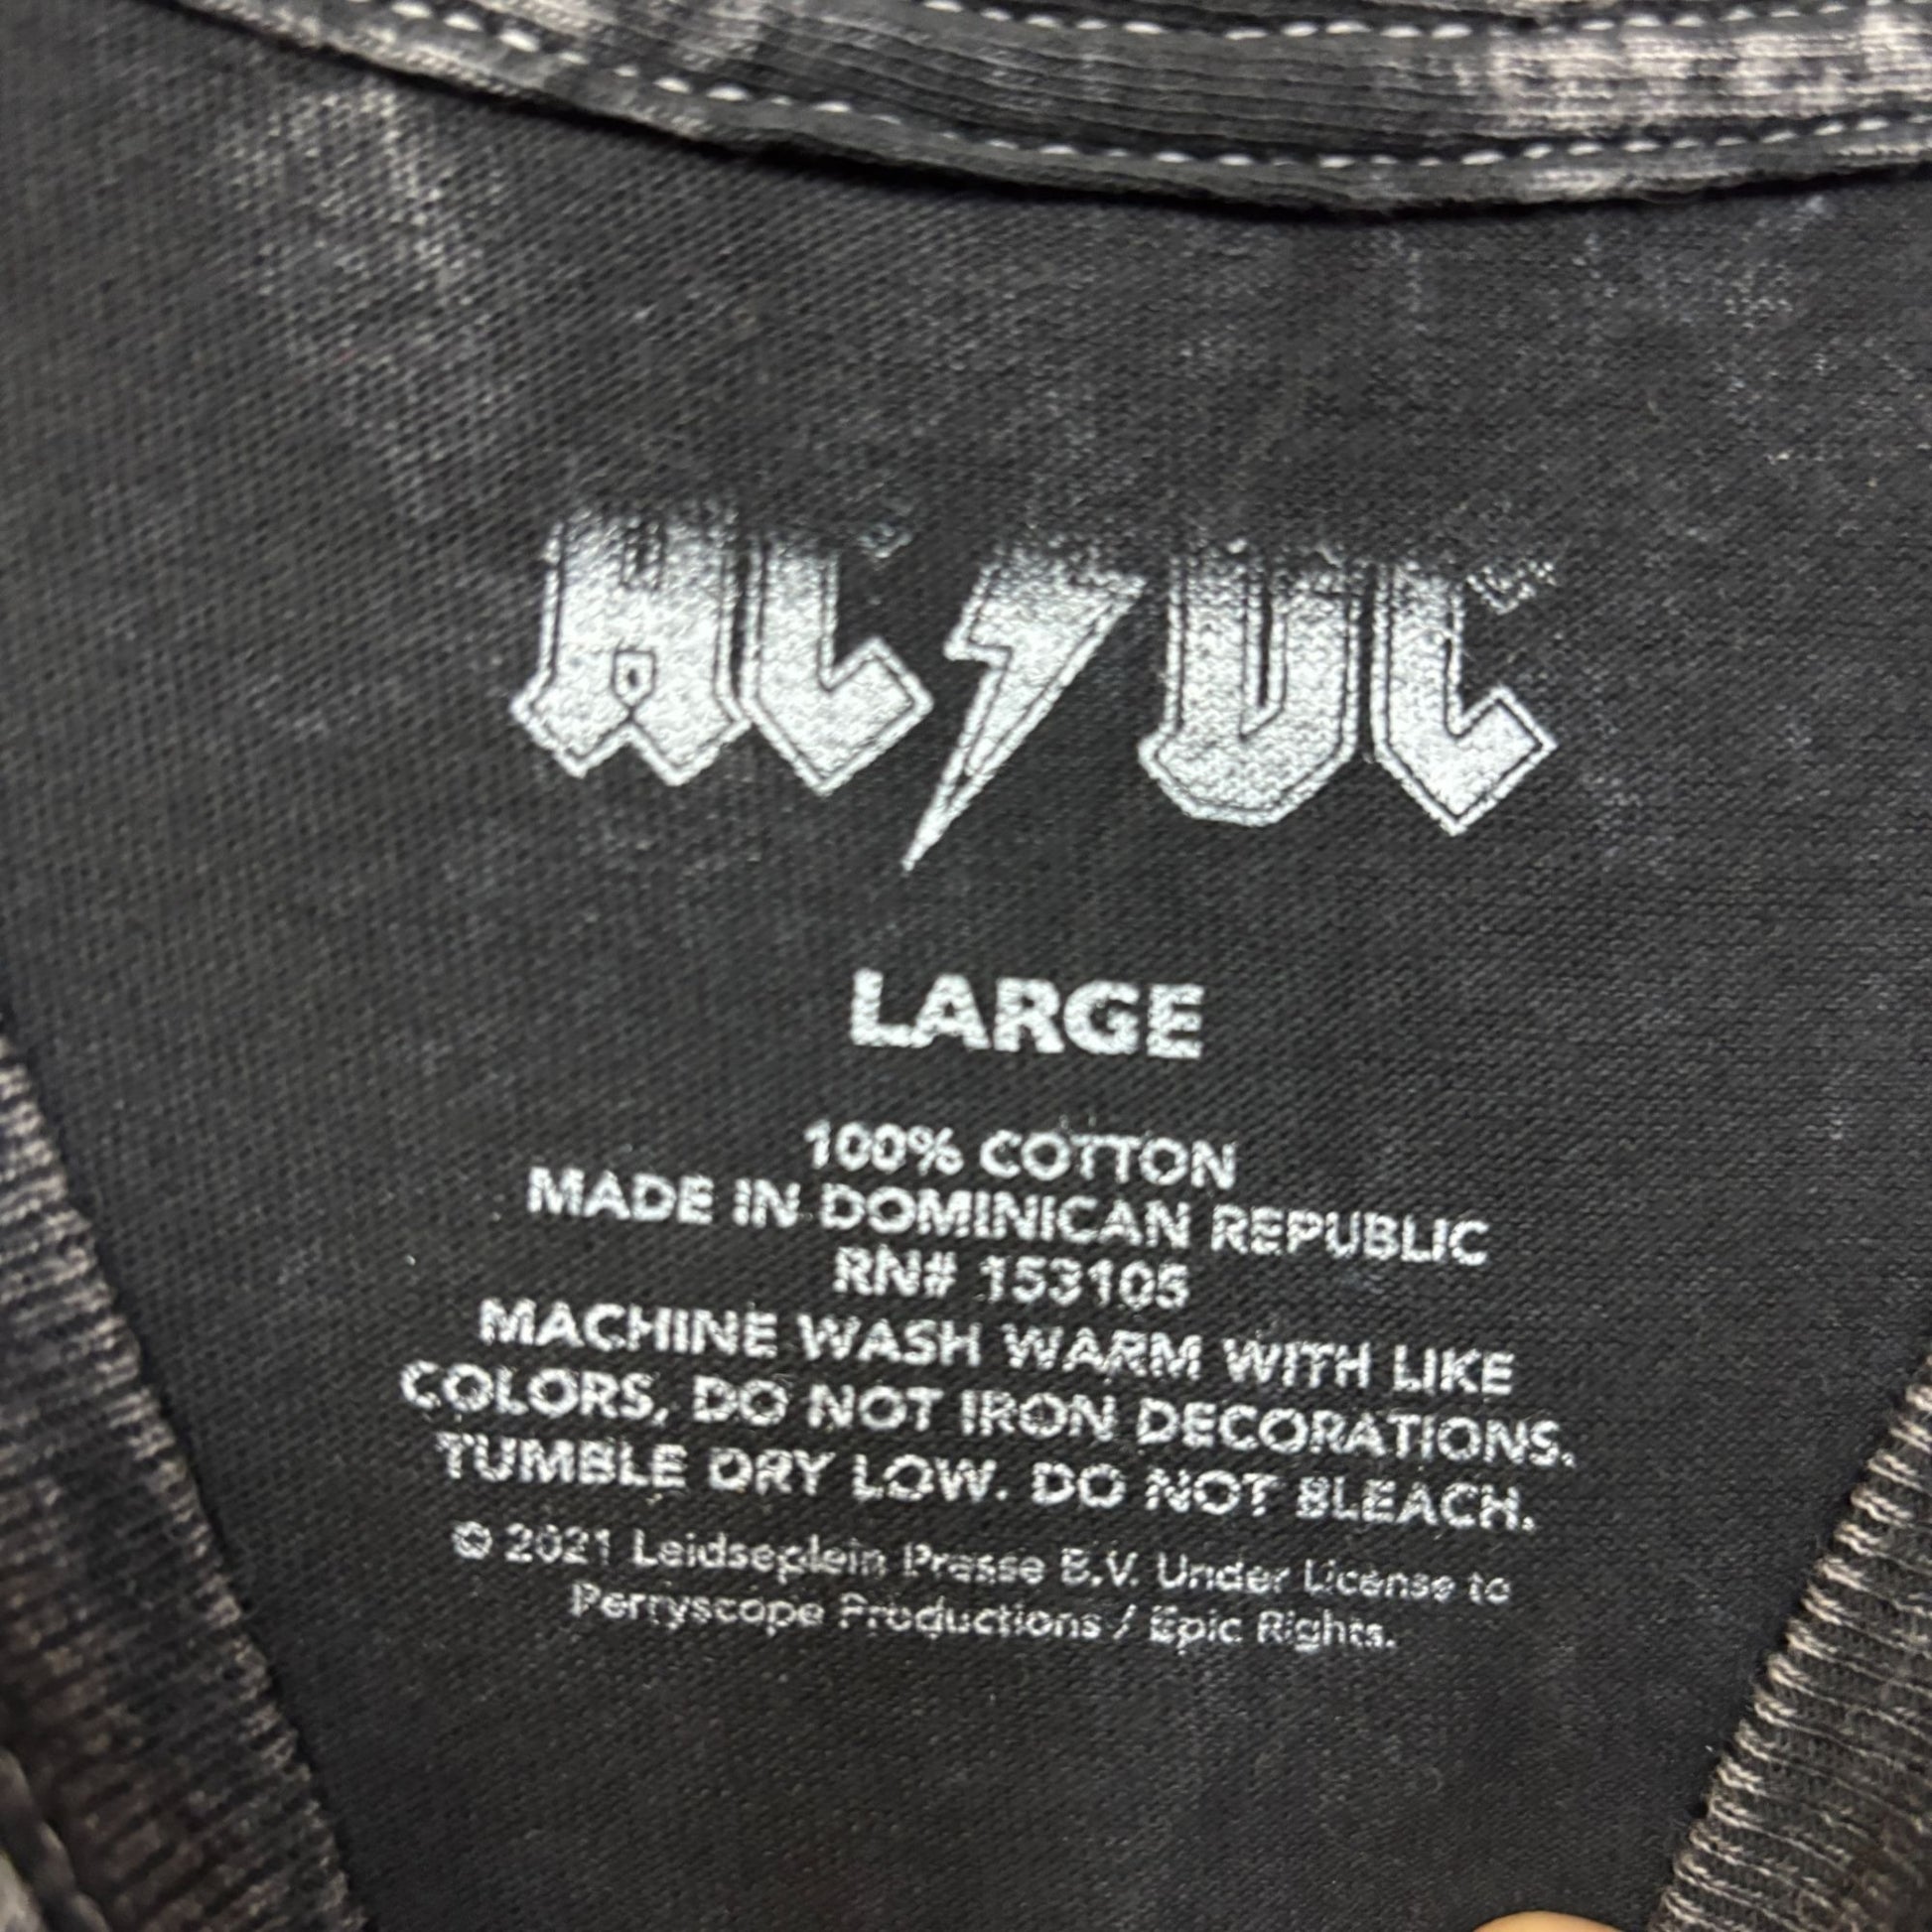 AC/DC
LARGE
100% COTTON
MADE IN DOMINICAN REPUBLIC
RN# 153105
MACHINE WASH WARM WITH LIKE
COLORS, DO NOT IRON DECORATIONS.
TUMBLE DRY LOW. DO NOT BLEACH.
© 2021 Leidseplein Presse B.V. Under License to
Perryscope Productions / Epic Rights.